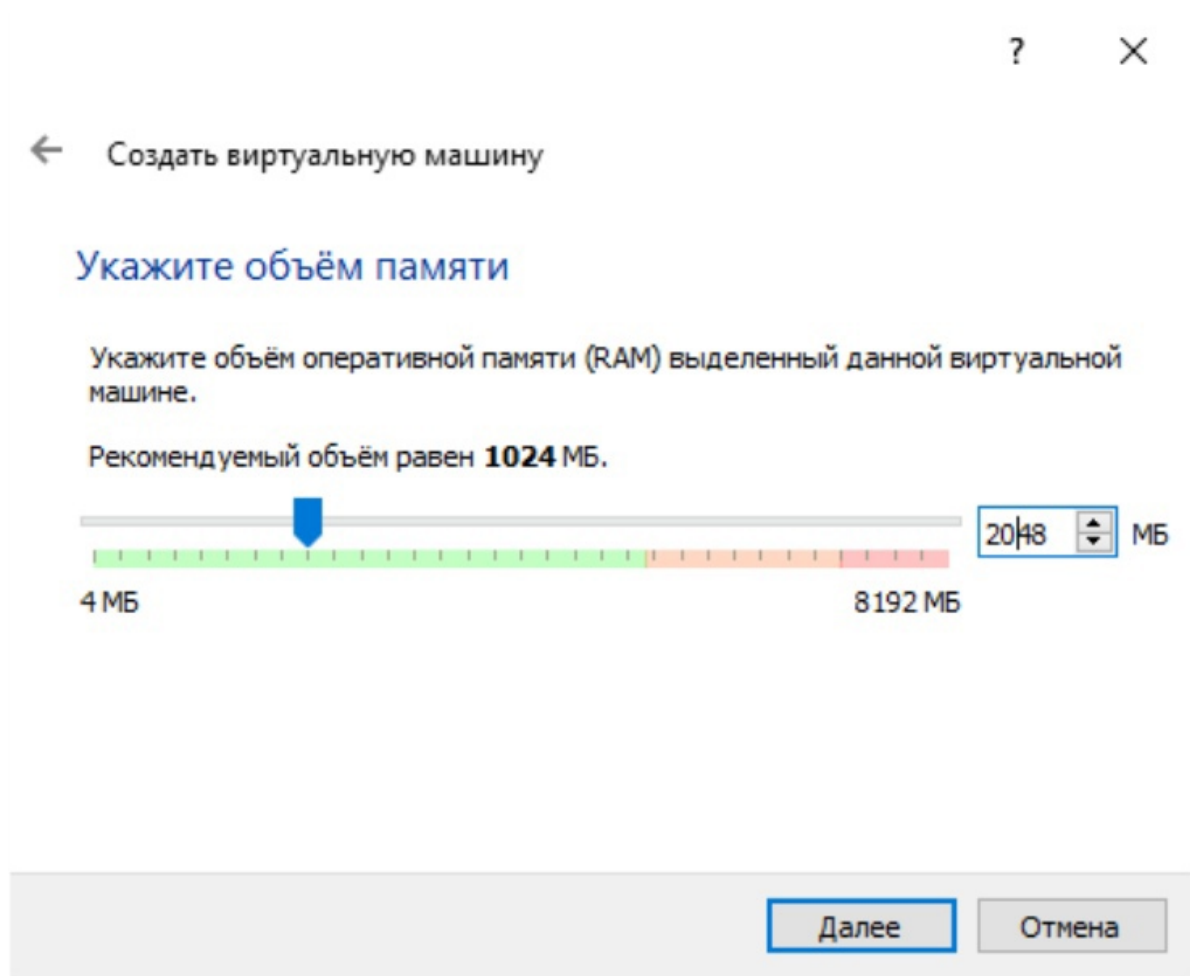 ?
Создать виртуальную машину
Укажите объём памяти
Укажите объём оперативной памяти (RAM) выделенный данной виртуальной
машине.
Рекомендуемый объём равен 1024 МБ.
2048 МБ
4 МБ 8192 МБ
Далее Отмена